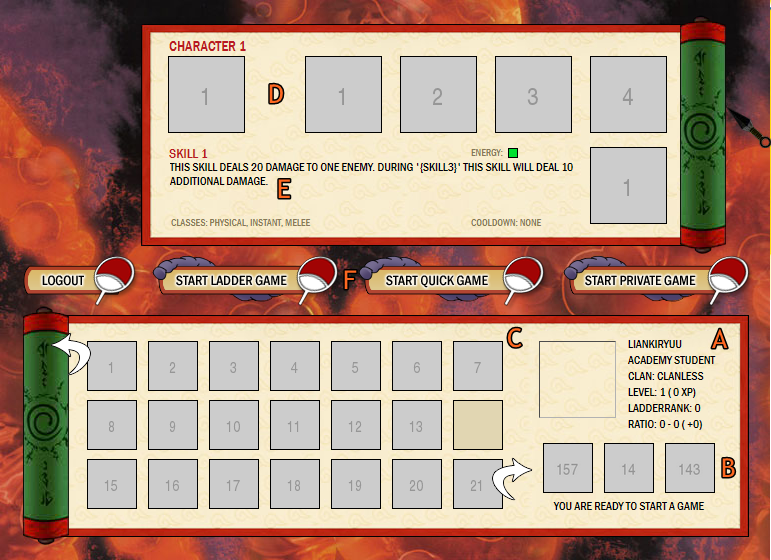 CHARACTER 1
1
D
1 2 3 4
SKILL 1
ENERGY:
THIS SKILL DEALS 20 DAMAGE TO ONE ENEMY. DURING '{SKILL3}' THIS SKILL WILL DEAL 10
ADDITIONAL DAMAGE.
E
1
CLASSES: PHYSICAL, INSTANT, MELEE
COOLDOWN: NONE
LOGOUT
START LADDER GAME
F
START QUICK GAME
START PRIVATE GAME
C
1 2 3 4 5 6 7
8 9 10 11 12 13
15 16 17 18 19 20 21
A
LIANKIRYUU
ACADEMY STUDENT
CLAN: CLANLESS
LEVEL: 1 ( 0 XP)
LADDERRANK: 0
RATIO: 0 - 0 ( +0)
157 14 143
B
YOU ARE READY TO START A GAME